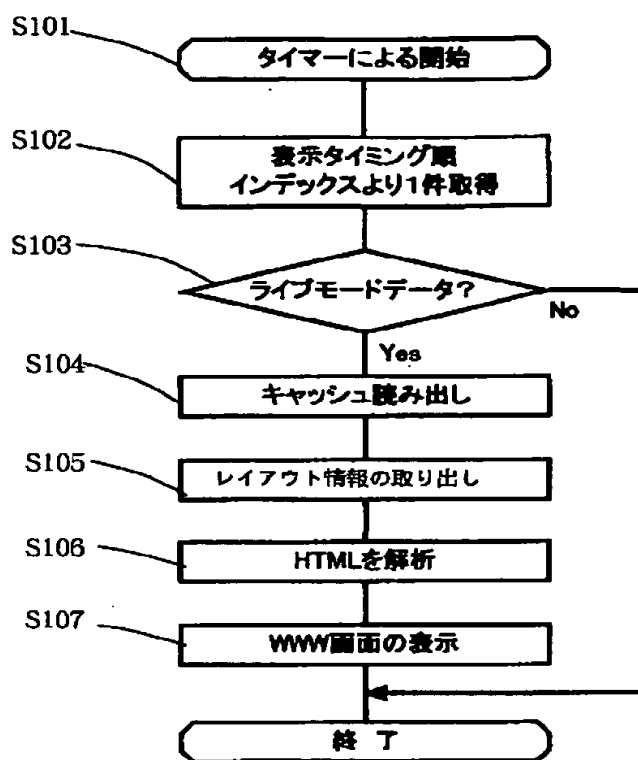 S101
タイマーによる開始
S102
表示タイミング順
インデックスより1件取得
S103
ライブモードデータ?
No
Yes
S104
キャッシュ読み出し
S105
レイアウト情報の取り出し
S106
HTMLを解析
S107
WWW画面の表示
終 了